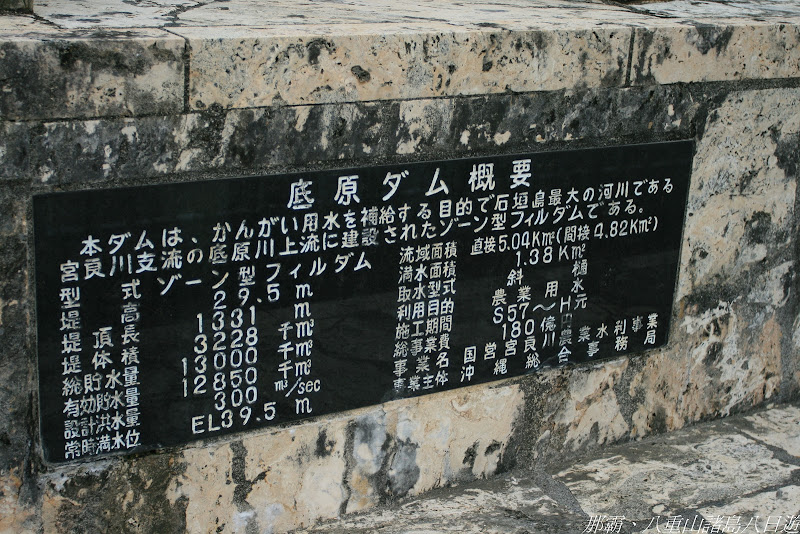 底原ダム概要
本ダムは、かんがい用水を補給する目的で石垣島最大の河川である
宮良川支流の底原川上流に建設されたゾーン型フィルダムである。
型式 ゾーン型フィルダム
堤高 29.5 m
堤頂長 1331 m
堤体積 3228 千m³
総貯水量 13000 千m³
有効貯水量 12850 千m³
設計洪水量 300 m³/sec
常時満水位 EL39.5 m
流域面積 直接5.04Km²(間接4.82Km²)
満水面積 1.38Km²
取水型式 斜樋
利用目的 農業用水
施工期間 S57～H元
総事業費 180億円
事業名 国営宮良川農業水利事業
事業主体 沖縄総合事務局
那霸、八重山諸島八日遊